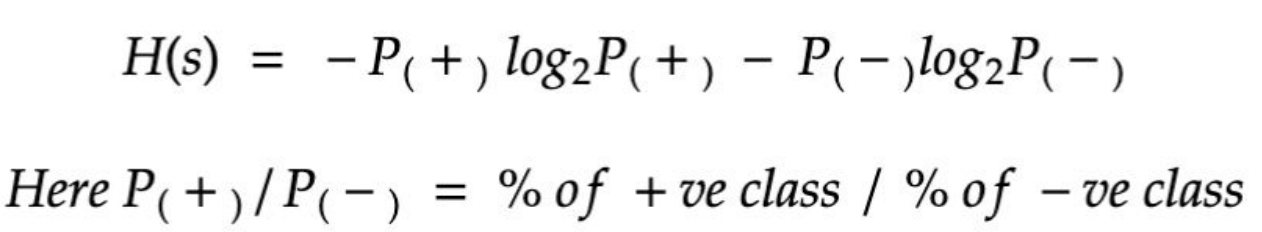 H(s) = − P( + ) log₂P( + ) − P( − )log₂P( − )
Here P( + ) / P( − ) = % of + ve class / % of − ve class